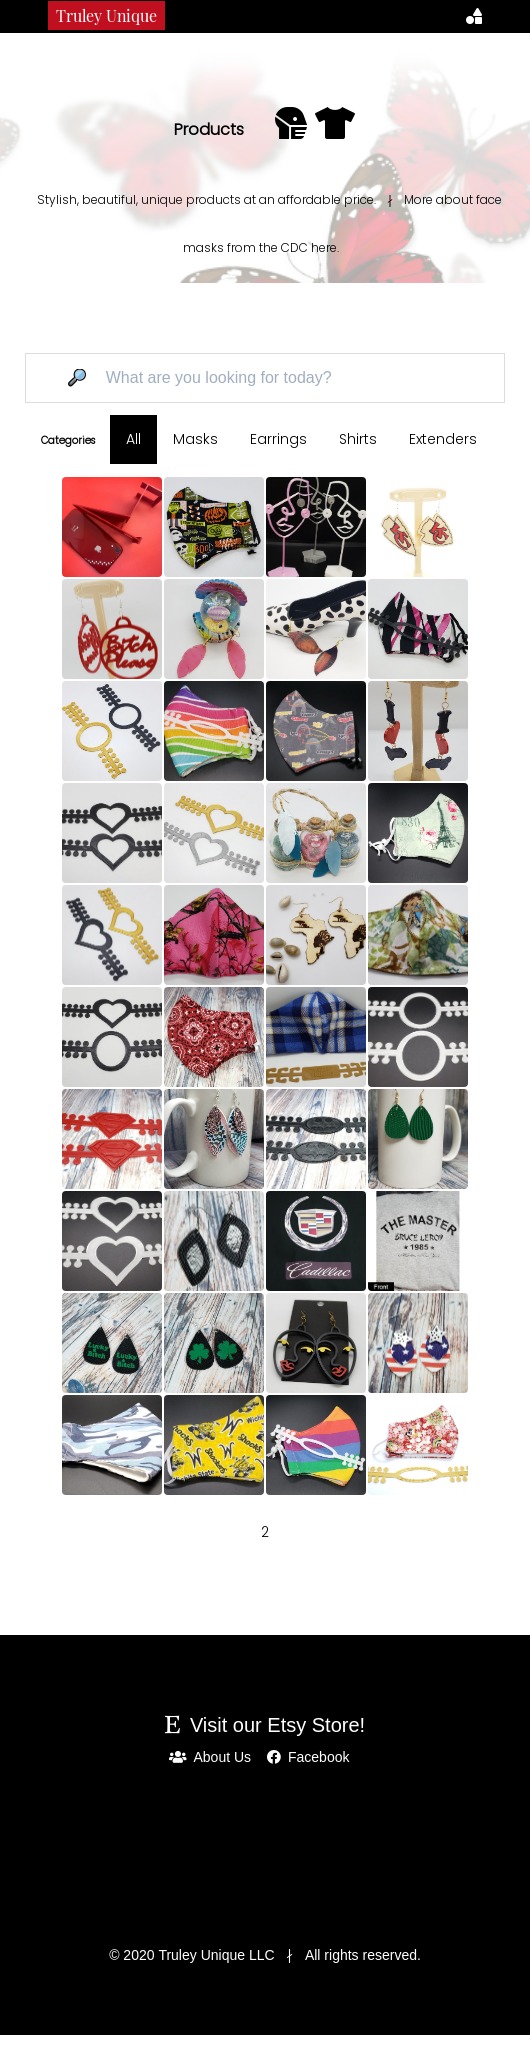 Truley Unique
Products
Stylish, beautiful, unique products at an affordable price. ∤ More about face
masks from the CDC here.
What are you looking for today?
Categories All Masks Earrings Shirts Extenders
Bitch
Please
Cadillac
THE MASTER
BRUCE LEROY
★ 1985 ★
Front
Lucky
Bitch
Lucky
Bitch
2
E Visit our Etsy Store!
About Us Facebook
© 2020 Truley Unique LLC ∤ All rights reserved.